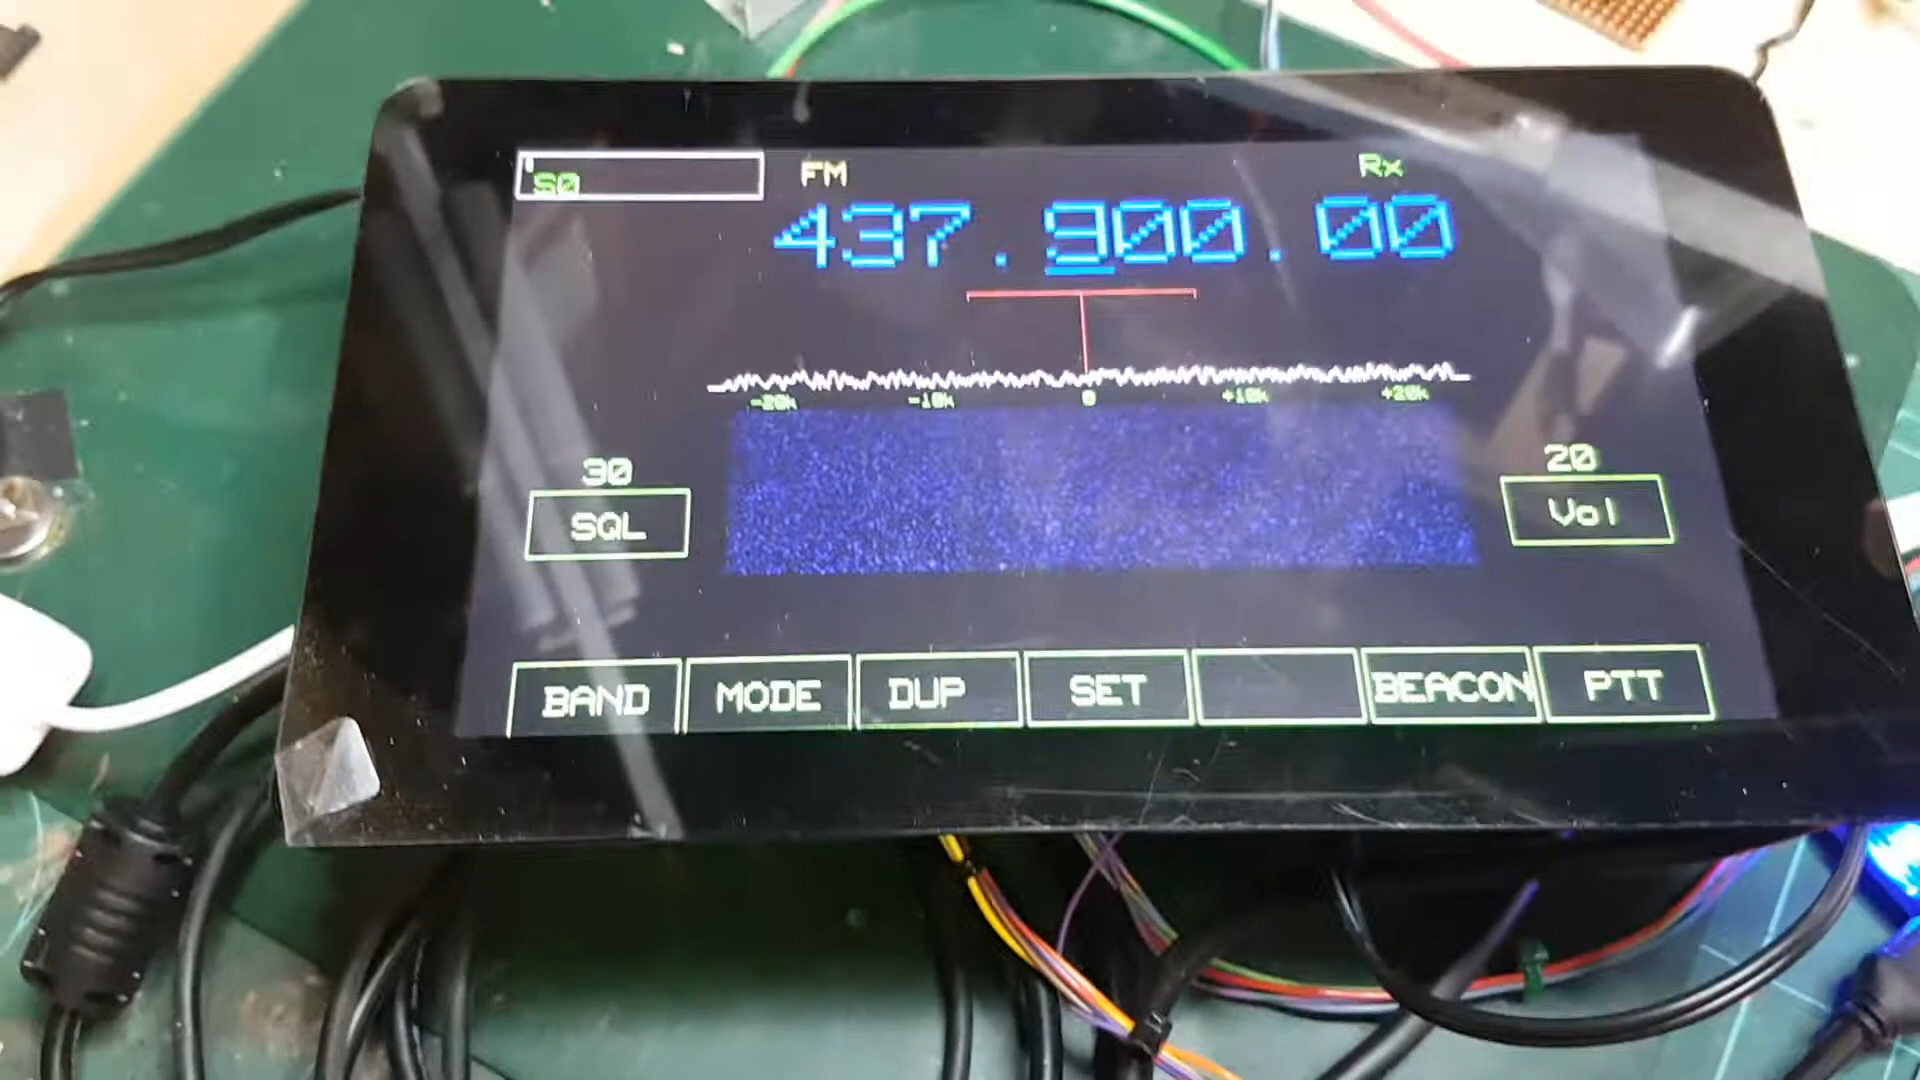 S0 FM Rx
437.900.00
-20k -10k 0 +10k +20k
30 20
SQL Vol
BAND MODE DUP SET BEACON PTT